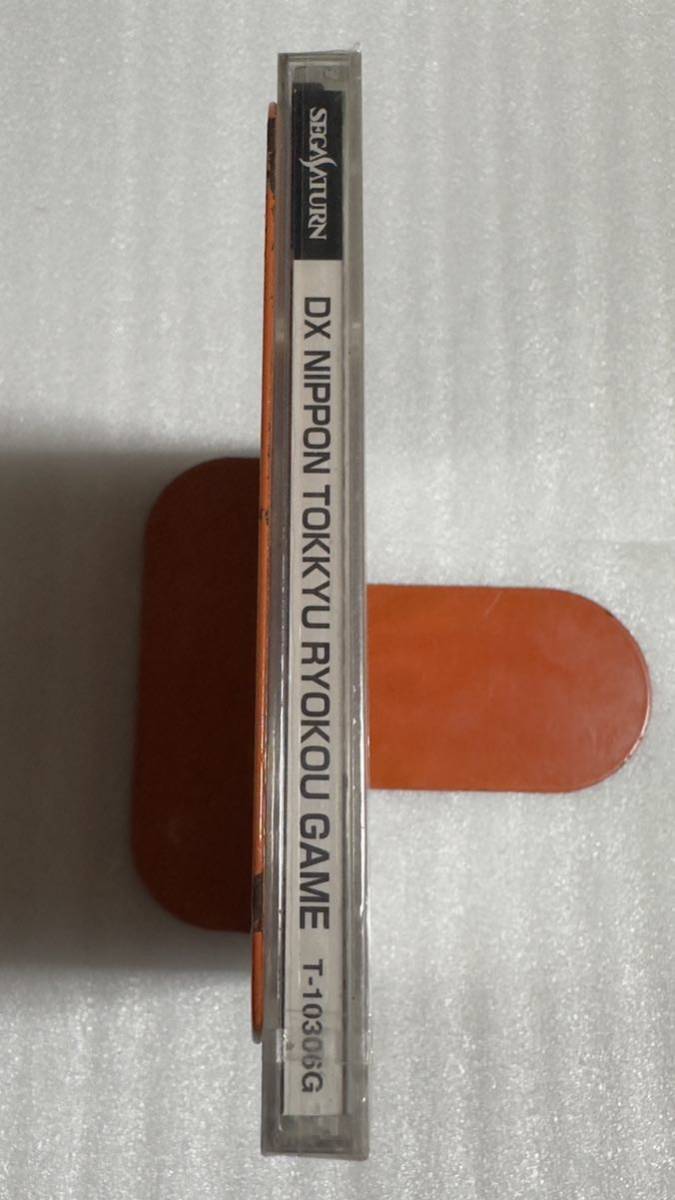 SEGA SATURN
DX NIPPON TOKKYU RYOKOU GAME T-10306G